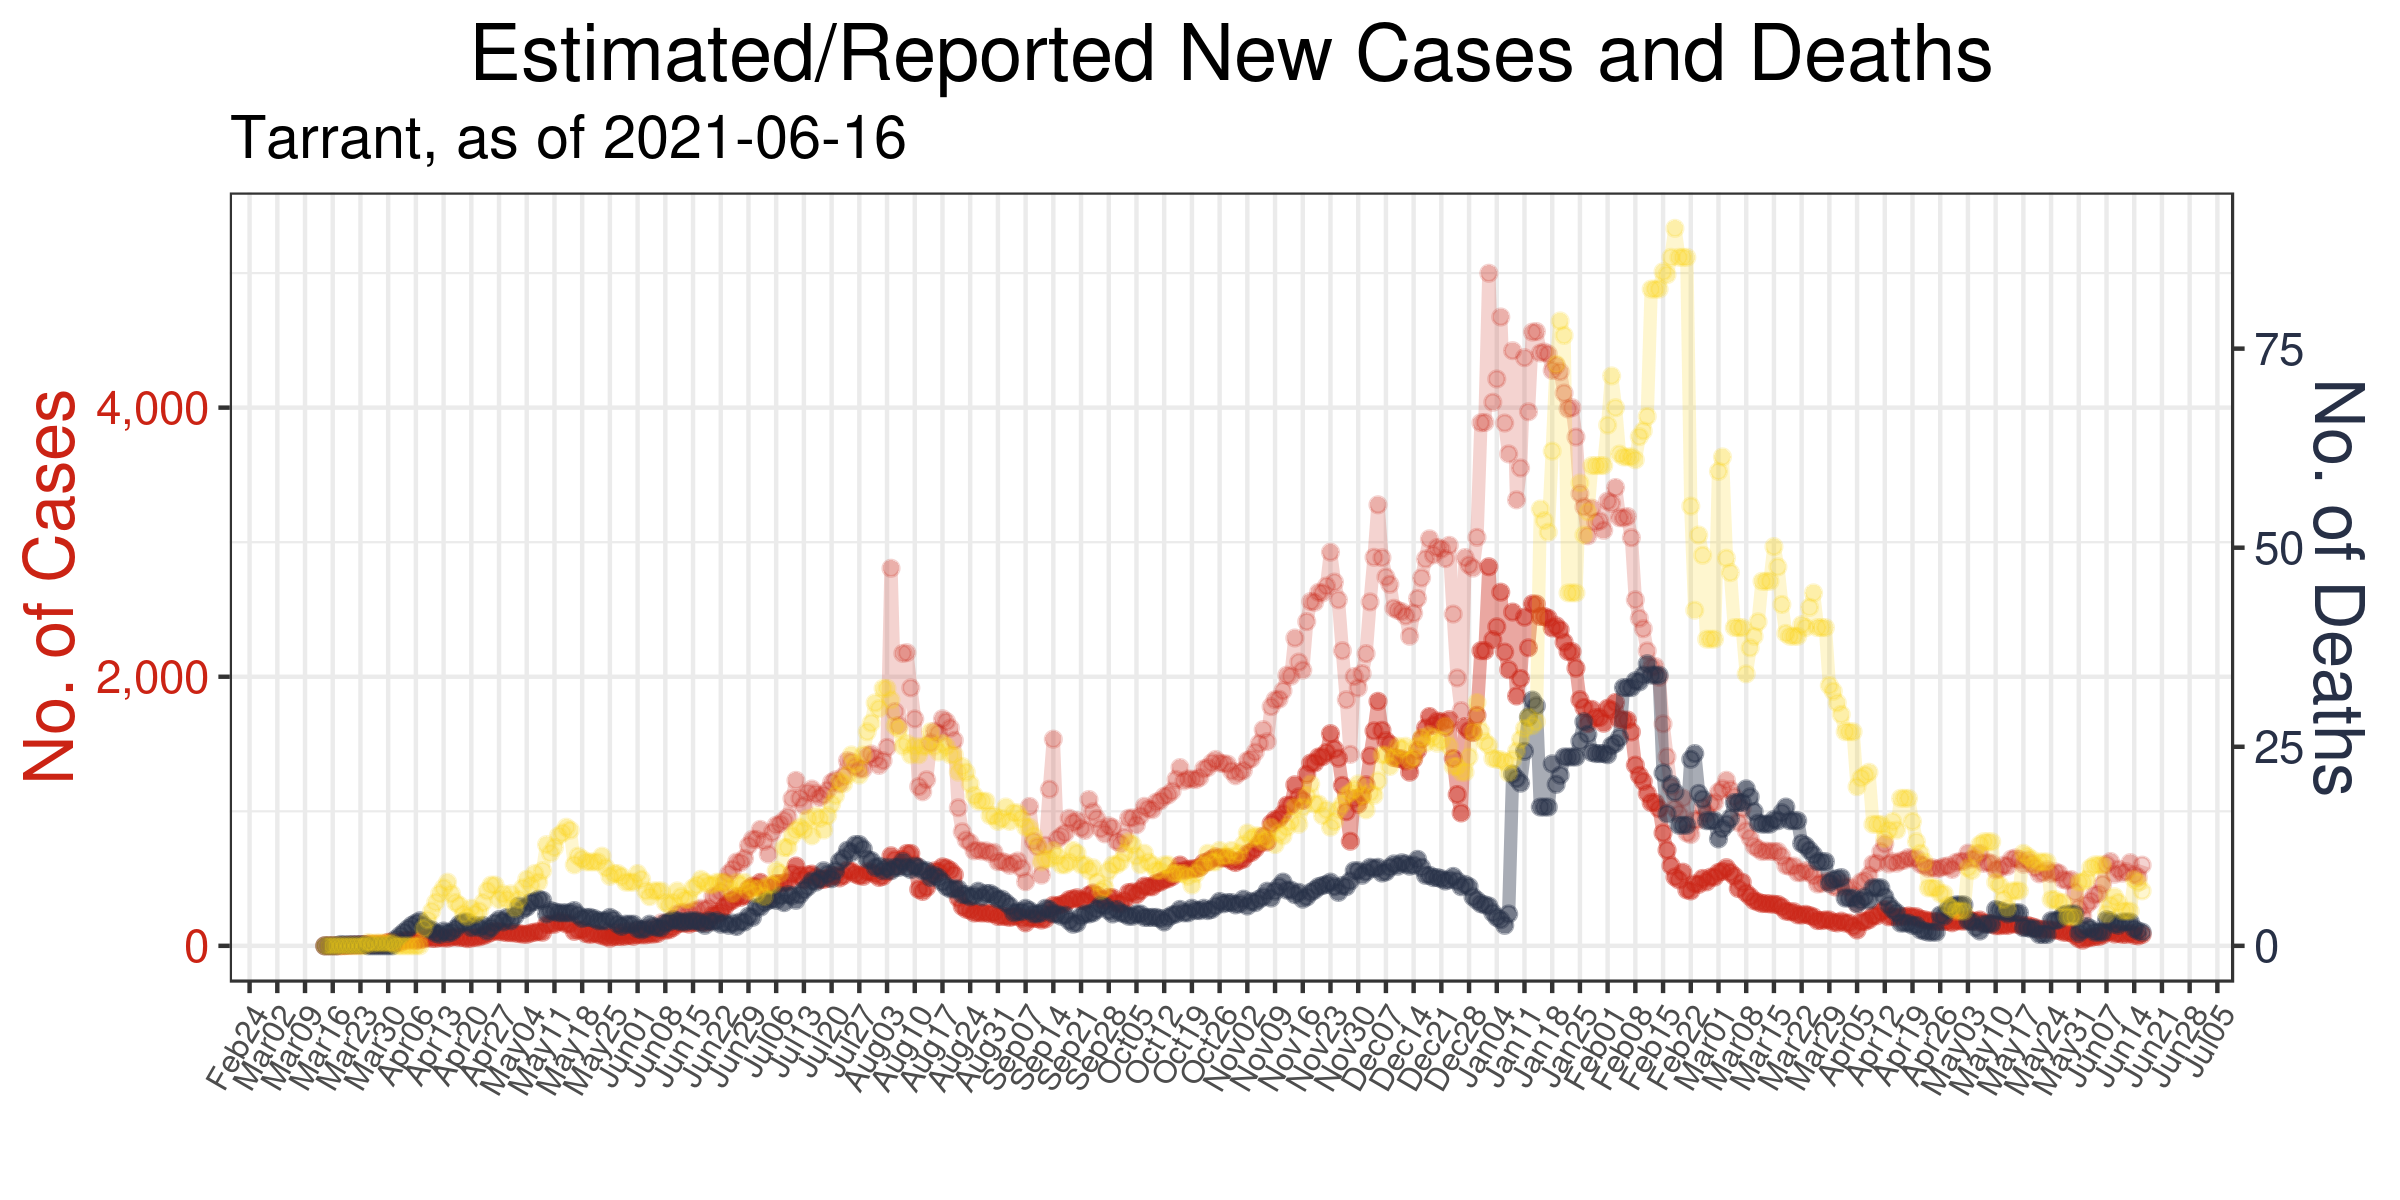 Estimated/Reported New Cases and Deaths
Tarrant, as of 2021-06-16
No. of Cases
4,000
2,000
0
75
50
25
0
No. of Deaths
Feb24
Mar02
Mar09
Mar16
Mar23
Mar30
Apr06
Apr13
Apr20
Apr27
May04
May11
May18
May25
Jun01
Jun08
Jun15
Jun22
Jun29
Jul06
Jul13
Jul20
Jul27
Aug03
Aug10
Aug17
Aug24
Aug31
Sep07
Sep14
Sep21
Sep28
Oct05
Oct12
Oct19
Oct26
Nov02
Nov09
Nov16
Nov23
Nov30
Dec07
Dec14
Dec21
Dec28
Jan04
Jan11
Jan18
Jan25
Feb01
Feb08
Feb15
Feb22
Mar01
Mar08
Mar15
Mar22
Mar29
Apr05
Apr12
Apr19
Apr26
May03
May10
May17
May24
May31
Jun07
Jun14
Jun21
Jun28
Jul05